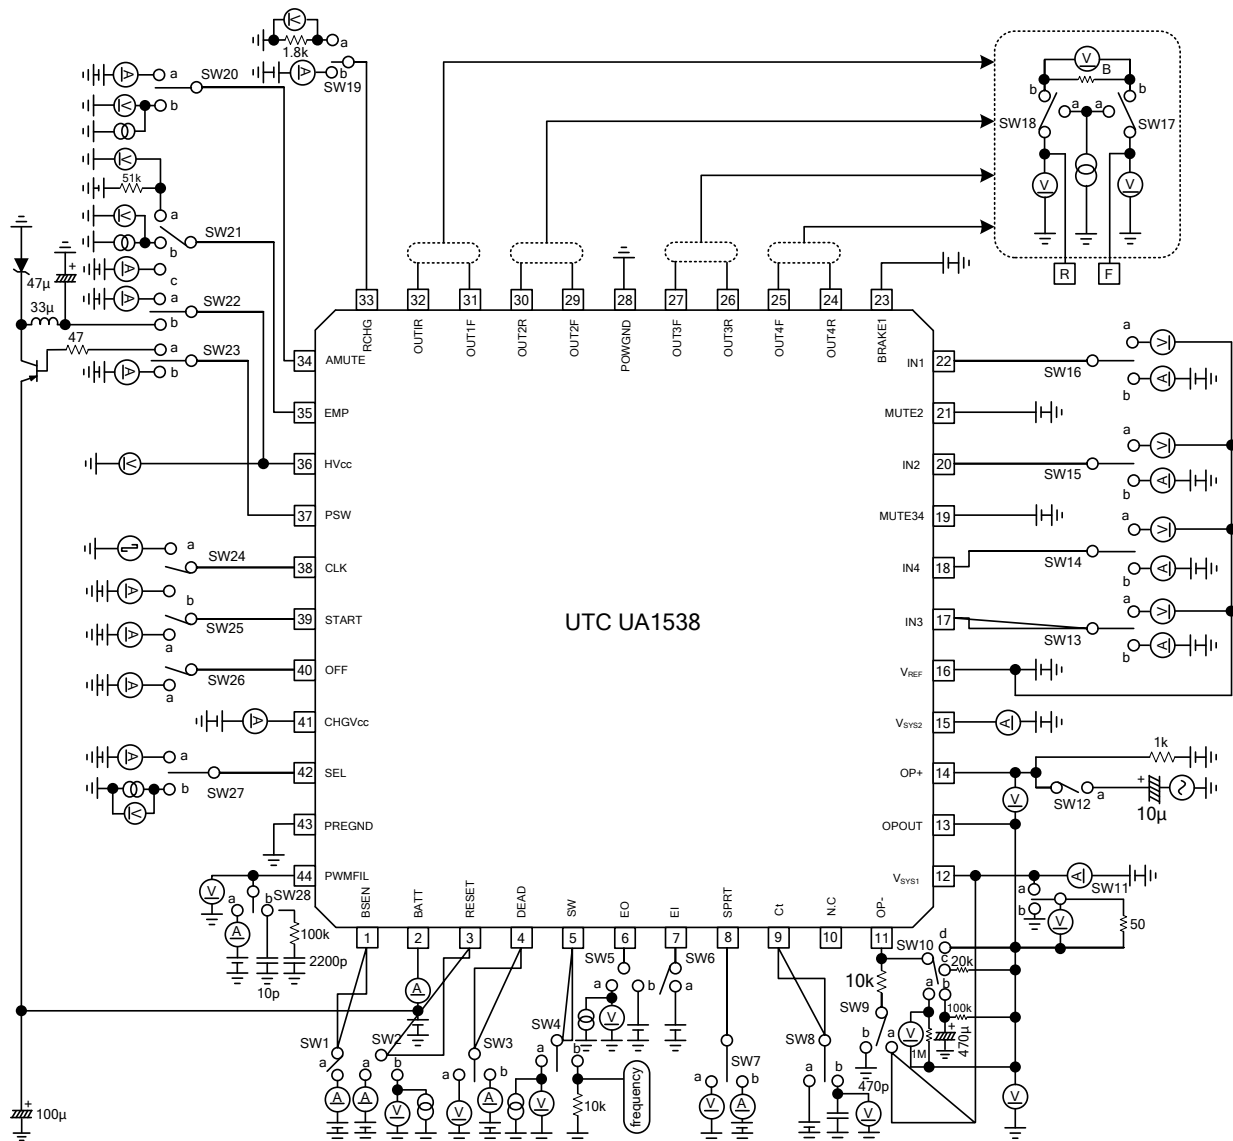 1.8k
a
b
SW19
a
SW20
b
51k
a
SW21
b
c
47µ
33µ
a
SW22
b
47
a
SW23
b
B
b
b
a
a
SW18
SW17
R
F
33
32
31
30
29
28
27
26
25
24
23
RCHG
OUTIR
OUT1F
OUT2R
OUT2F
POWGND
OUT3F
OUT3R
OUT4F
OUT4R
BRAKE1
34
AMUTE
35
EMP
36
HVcc
37
PSW
a
SW24
38
CLK
b
SW25
39
START
a
SW26
40
OFF
a
41
CHGVcc
a
SW27
b
42
SEL
43
PREGND
44
PWMFIL
UTC UA1538
22
IN1
SW16
a
b
21
MUTE2
20
IN2
SW15
a
b
19
MUTE34
18
IN4
SW14
a
b
17
IN3
SW13
a
b
16
VREF
15
VSYS2
14
OP+
1k
SW12
a
10µ
13
OPOUT
12
VSYS1
SW11
a
b
50
BSEN
BATT
RESET
DEAD
SW
EO
EI
SPRT
Ct
N.C
OP-
1
2
3
4
5
6
7
8
9
10
11
SW28
a
b
100k
2200p
10p
SW1
a
SW2
a
b
SW3
a
b
SW4
a
b
10k
frequency
SW5
a
b
SW6
a
SW7
a
b
SW8
a
b
470p
10k
SW9
b
a
SW10
d
c
20k
b
a
100k
1M
470µ
100µ